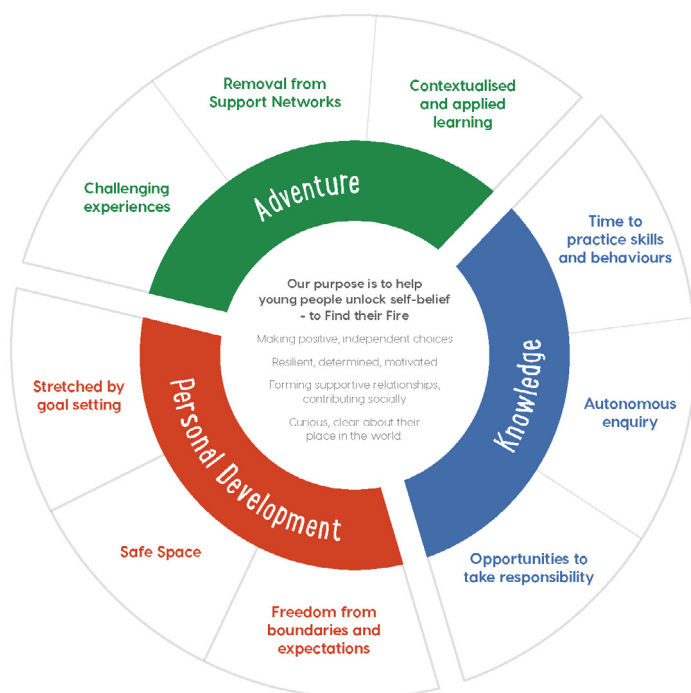 Removal from
Support Networks
Contextualised
and applied
learning
Challenging
experiences
Adventure
Time to
practice skills
and behaviours
Autonomous
enquiry
Opportunities to
take responsibility
Knowledge
Our purpose is to help
young people unlock self-belief
- to Find their Fire
Making positive, independent choices
Resilient, determined, motivated
Forming supportive relationships,
contributing socially
Curious, clear about their
place in the world.
Personal Development
Stretched by
goal setting
Safe Space
Freedom from
boundaries and
expectations